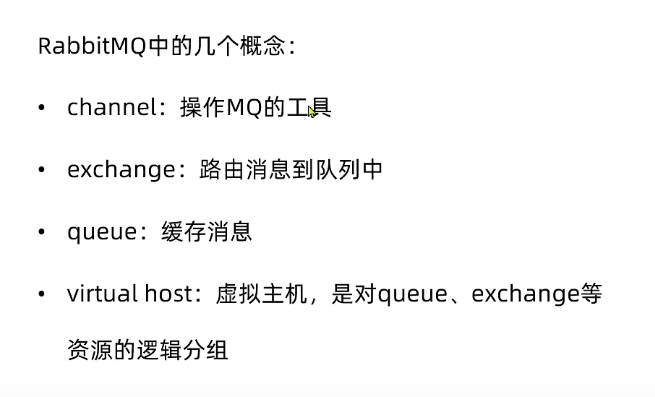 RabbitMQ中的几个概念：
• channel：操作MQ的工具
• exchange：路由消息到队列中
• queue：缓存消息
• virtual host：虚拟主机，是对queue、exchange等
资源的逻辑分组